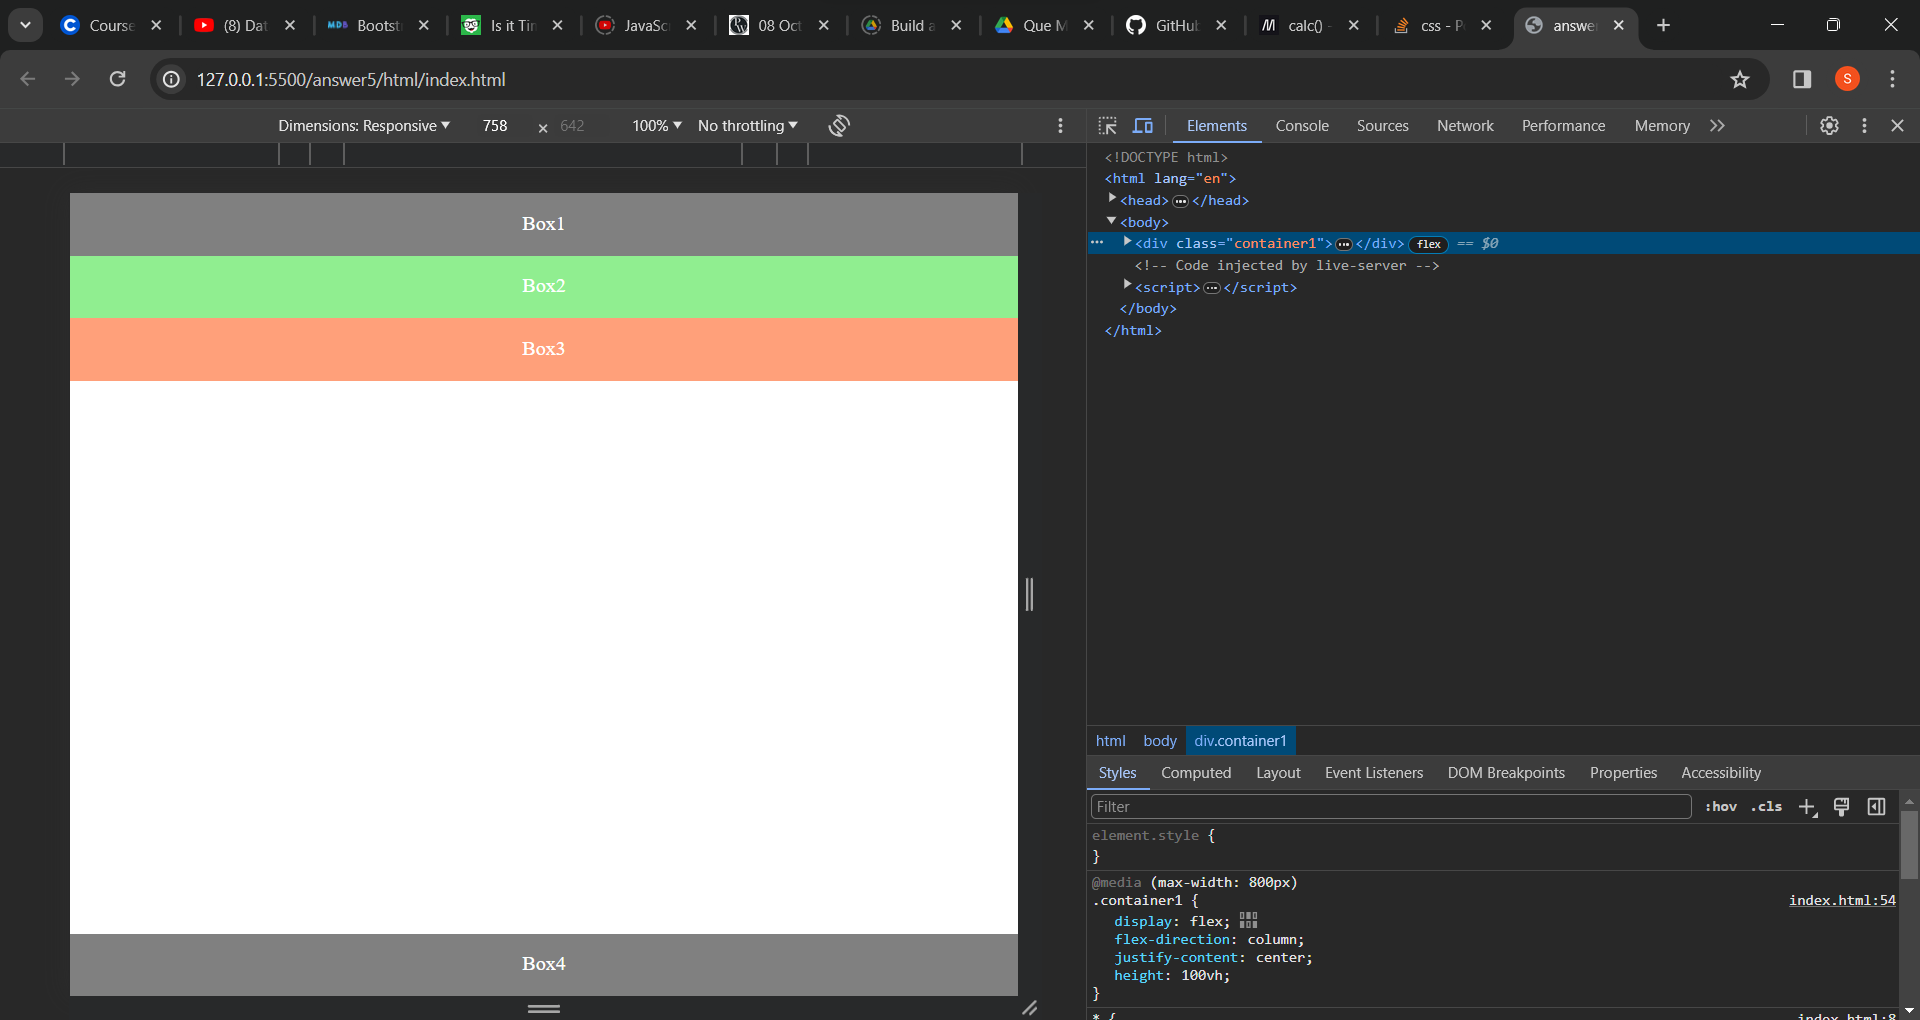 Course
(8) Dat
MDB Bootst
Is it Tin
JavaSc
08 Oct
Build a
Que M
GitHub
M calc() -
css - P
answe
127.0.0.1:5500/answer5/html/index.html
S
Dimensions: Responsive 758 × 642 100% No throttling
Elements Console Sources Network Performance Memory
<!DOCTYPE html>
<html lang="en">
<head>…</head>
<body>
… <div class="container1">…</div> flex == $0
<!-- Code injected by live-server -->
<script>…</script>
</body>
</html>
Box1
Box2
Box3
Box4
html body div.container1
Styles Computed Layout Event Listeners DOM Breakpoints Properties Accessibility
Filter :hov .cls
element.style {
}
@media (max-width: 800px)
.container1 { index.html:54
display: flex;
flex-direction: column;
justify-content: center;
height: 100vh;
}
* { index.html:8